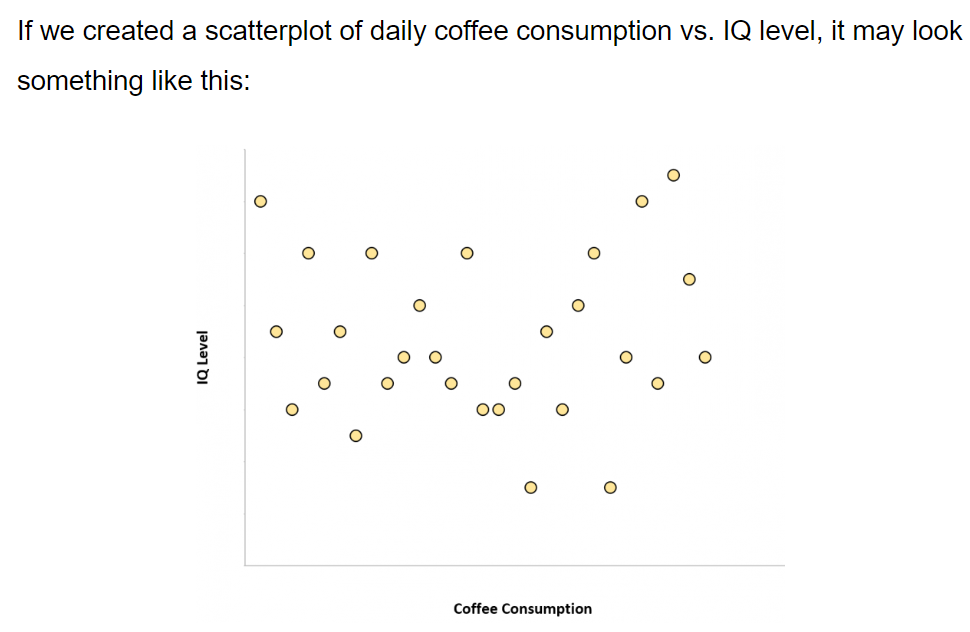 If we created a scatterplot of daily coffee consumption vs. IQ level, it may look
something like this:
IQ Level
Coffee Consumption